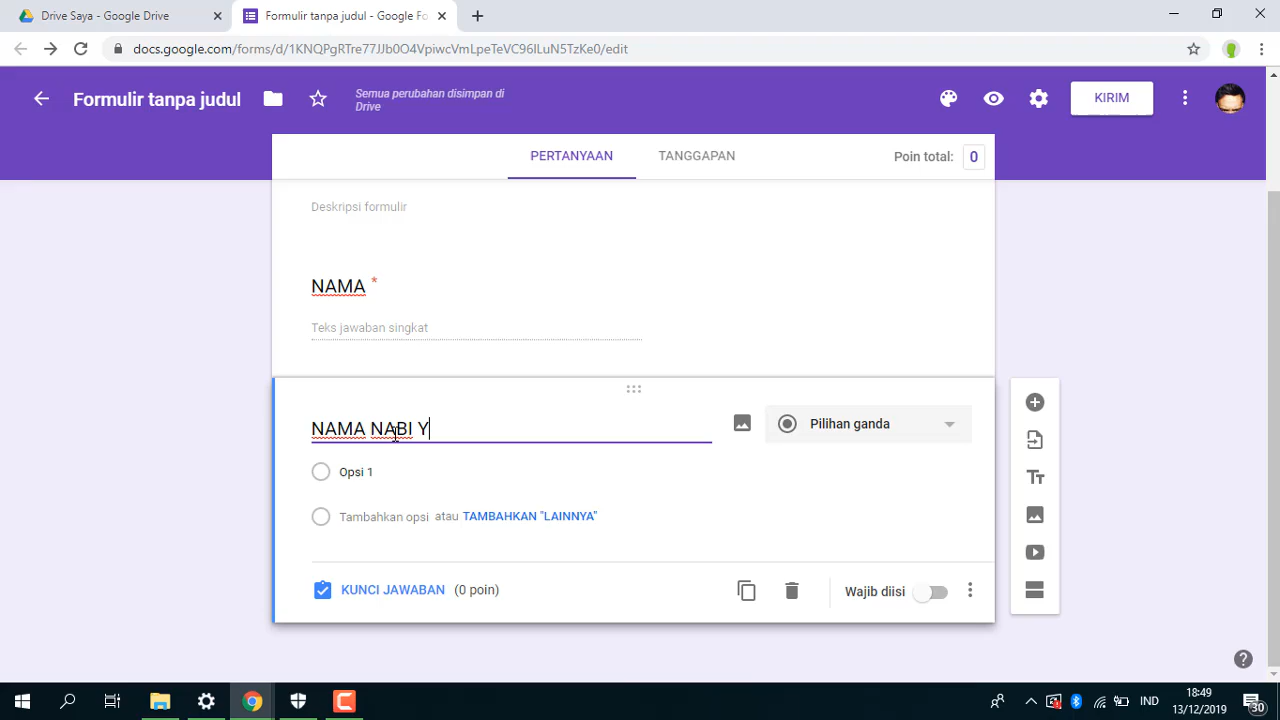 Drive Saya - Google Drive
Formulir tanpa judul - Google Fo
docs.google.com/forms/d/1KNQPgRTre77JJb0O4VpiwcVmLpeTeVC96ILuN5TzKe0/edit
Formulir tanpa judul
Semua perubahan disimpan di
Drive
KIRIM
PERTANYAAN
TANGGAPAN
Poin total:
0
Deskripsi formulir
NAMA *
Teks jawaban singkat
NAMA NABI Y
Pilihan ganda
Opsi 1
Tambahkan opsi atau TAMBAHKAN "LAINNYA"
KUNCI JAWABAN (0 poin)
Wajib diisi
Tт
IND
18:49
13/12/2019
30